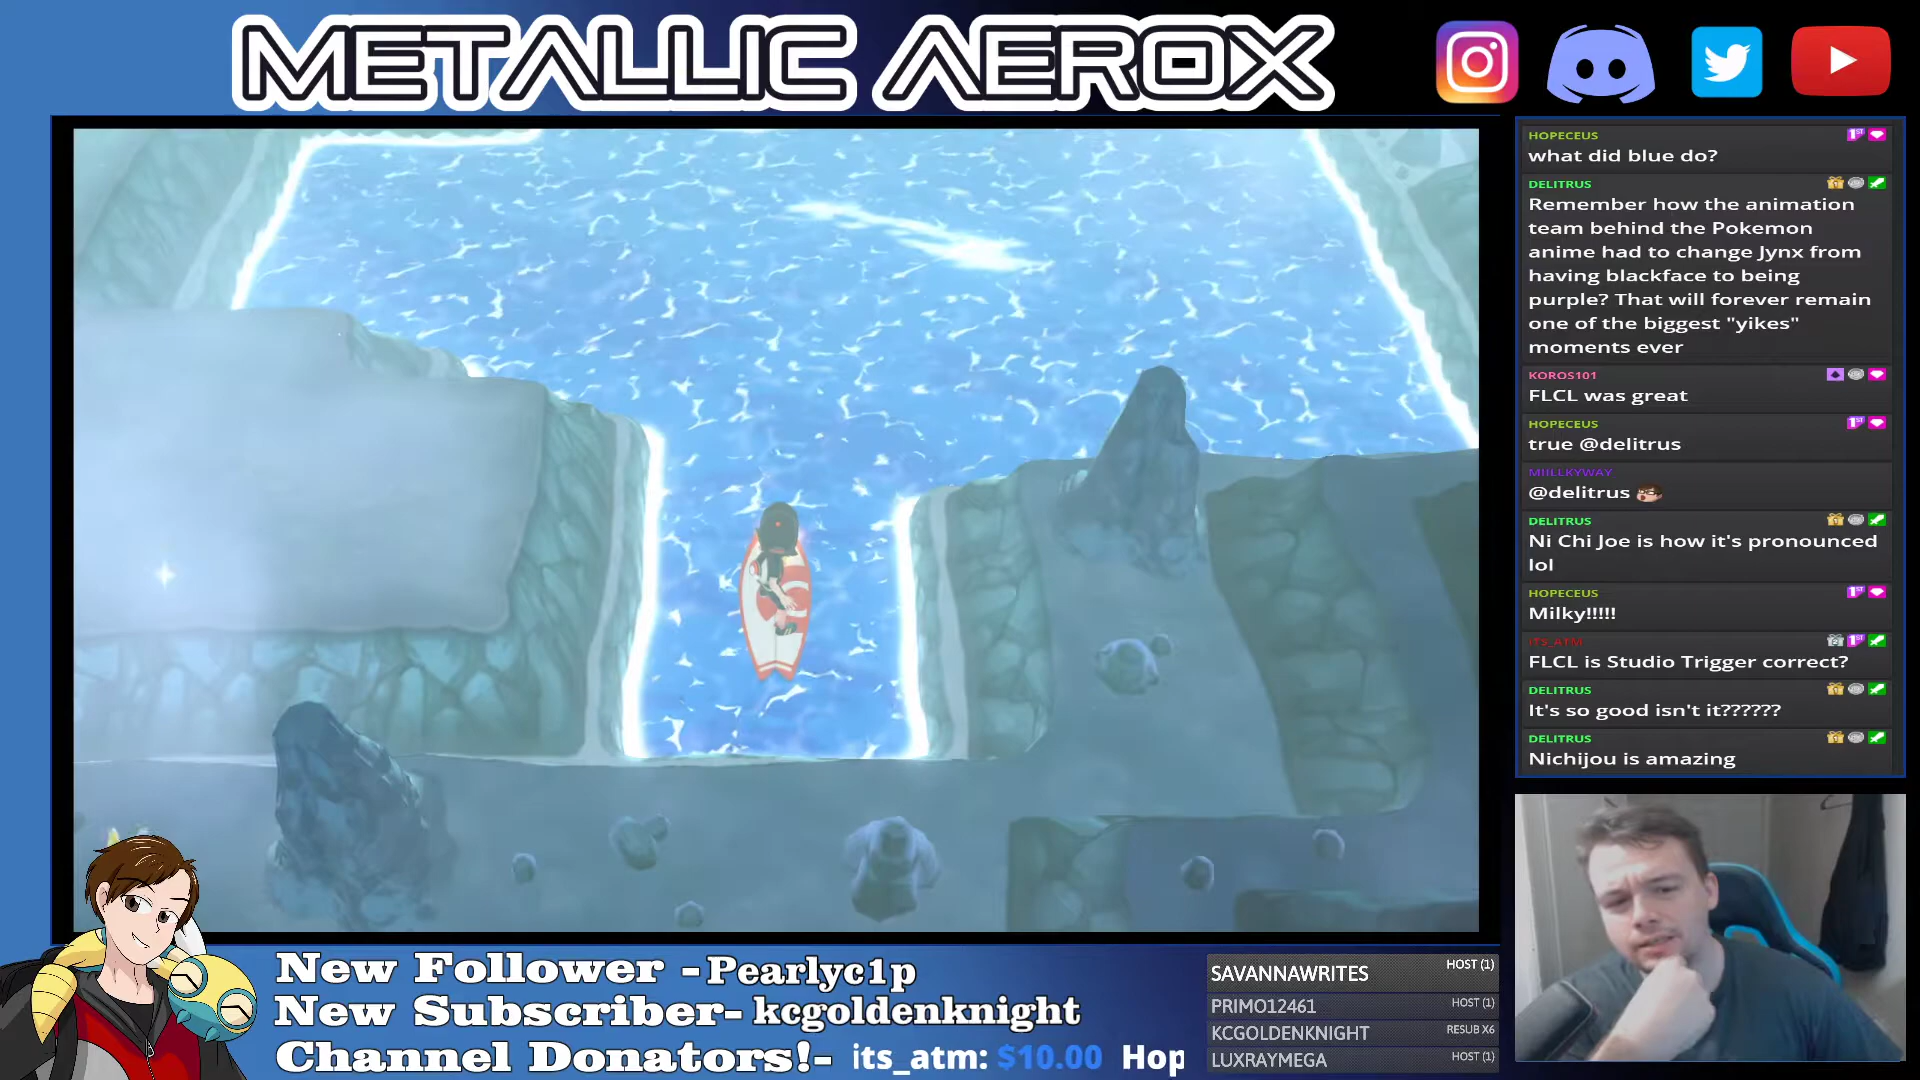 METALLIC AEROX
HOPECEUS
what did blue do?
DELITRUS
Remember how the animation
team behind the Pokemon
anime had to change Jynx from
having blackface to being
purple? That will forever remain
one of the biggest "yikes"
moments ever
KOROS101
FLCL was great
HOPECEUS
true @delitrus
MIILLKYWAY
@delitrus
DELITRUS
Ni Chi Joe is how it's pronounced
lol
HOPECEUS
Milky!!!!!
ITS_ATM
FLCL is Studio Trigger correct?
DELITRUS
It's so good isn't it??????
DELITRUS
Nichijou is amazing
New Follower -Pearlyc1p
New Subscriber- kcgoldenknight
Channel Donators!- its_atm: $10.00 Hop
SAVANNAWRITES HOST (1)
PRIMO12461 HOST (1)
KCGOLDENKNIGHT RESUB X6
LUXRAYMEGA HOST (1)